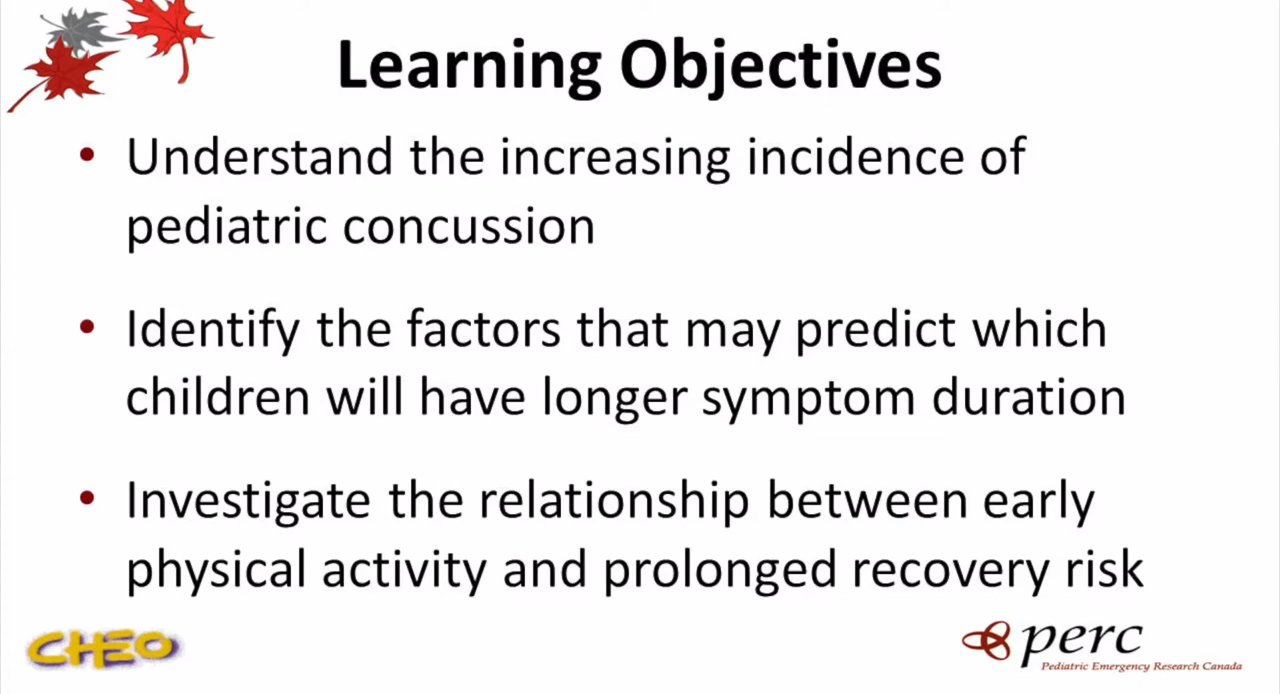 Learning Objectives
• Understand the increasing incidence of
pediatric concussion
• Identify the factors that may predict which
children will have longer symptom duration
• Investigate the relationship between early
physical activity and prolonged recovery risk
CHEO
perc
Pediatric Emergency Research Canada